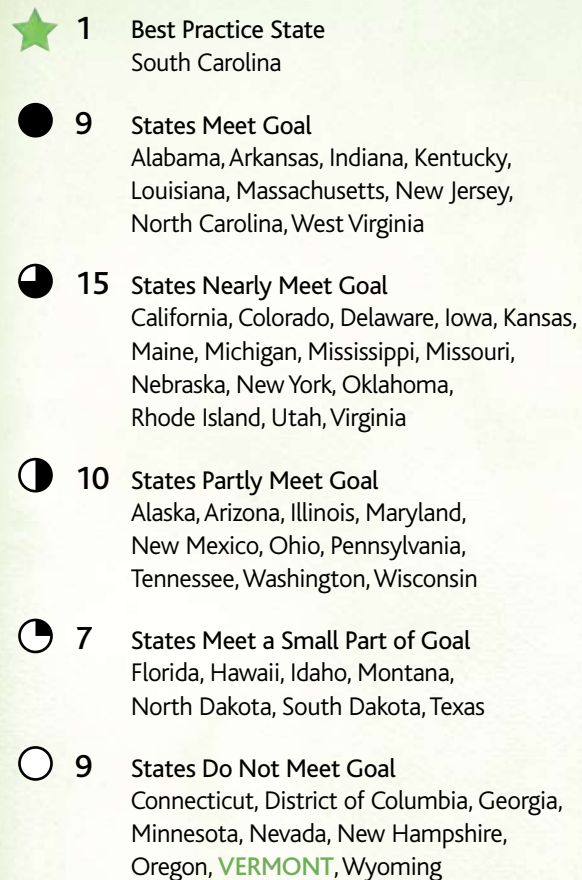 1 Best Practice State
South Carolina
9 States Meet Goal
Alabama, Arkansas, Indiana, Kentucky,
Louisiana, Massachusetts, New Jersey,
North Carolina, West Virginia
15 States Nearly Meet Goal
California, Colorado, Delaware, Iowa, Kansas,
Maine, Michigan, Mississippi, Missouri,
Nebraska, New York, Oklahoma,
Rhode Island, Utah, Virginia
10 States Partly Meet Goal
Alaska, Arizona, Illinois, Maryland,
New Mexico, Ohio, Pennsylvania,
Tennessee, Washington, Wisconsin
7 States Meet a Small Part of Goal
Florida, Hawaii, Idaho, Montana,
North Dakota, South Dakota, Texas
9 States Do Not Meet Goal
Connecticut, District of Columbia, Georgia,
Minnesota, Nevada, New Hampshire,
Oregon, VERMONT, Wyoming